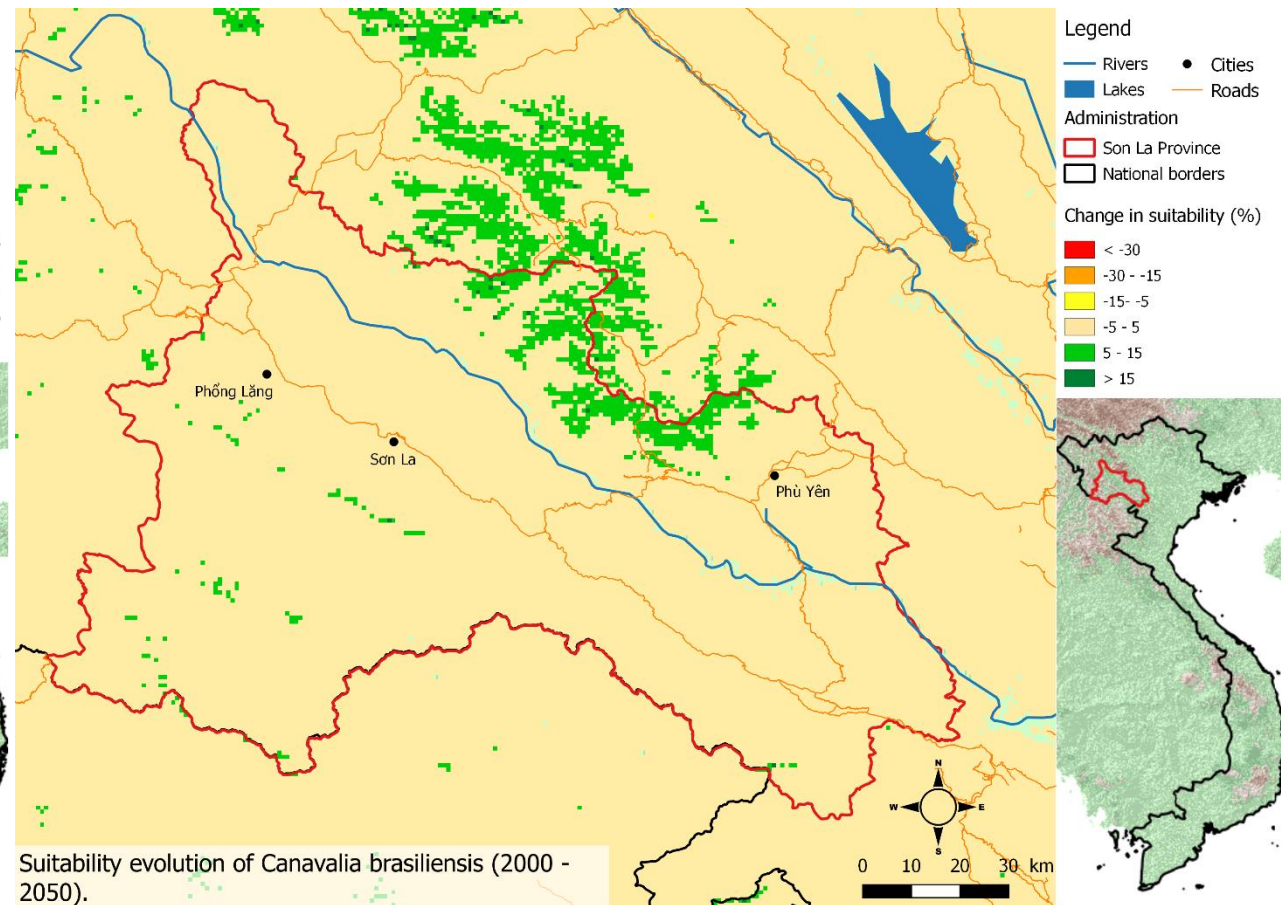 Legend
Rivers
Cities
Lakes
Roads
Administration
Son La Province
National borders
Change in suitability (%)
< -30
-30 - -15
-15- -5
-5 - 5
5 - 15
> 15
Phổng Lăng
Sơn La
Phù Yên
N
W E
S
0 10 20 30 km
Suitability evolution of Canavalia brasiliensis (2000 -
2050).